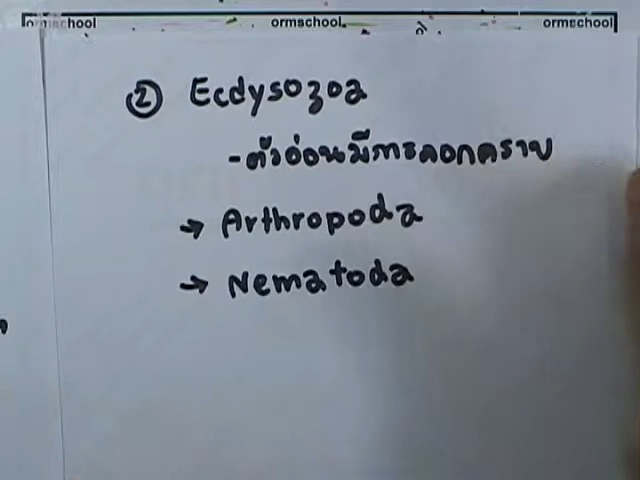 ormschool ormschool ormschool
② Ecdysozoa
- ตัวอ่อนมีการลอกคราบ
→ Arthropoda
→ Nematoda